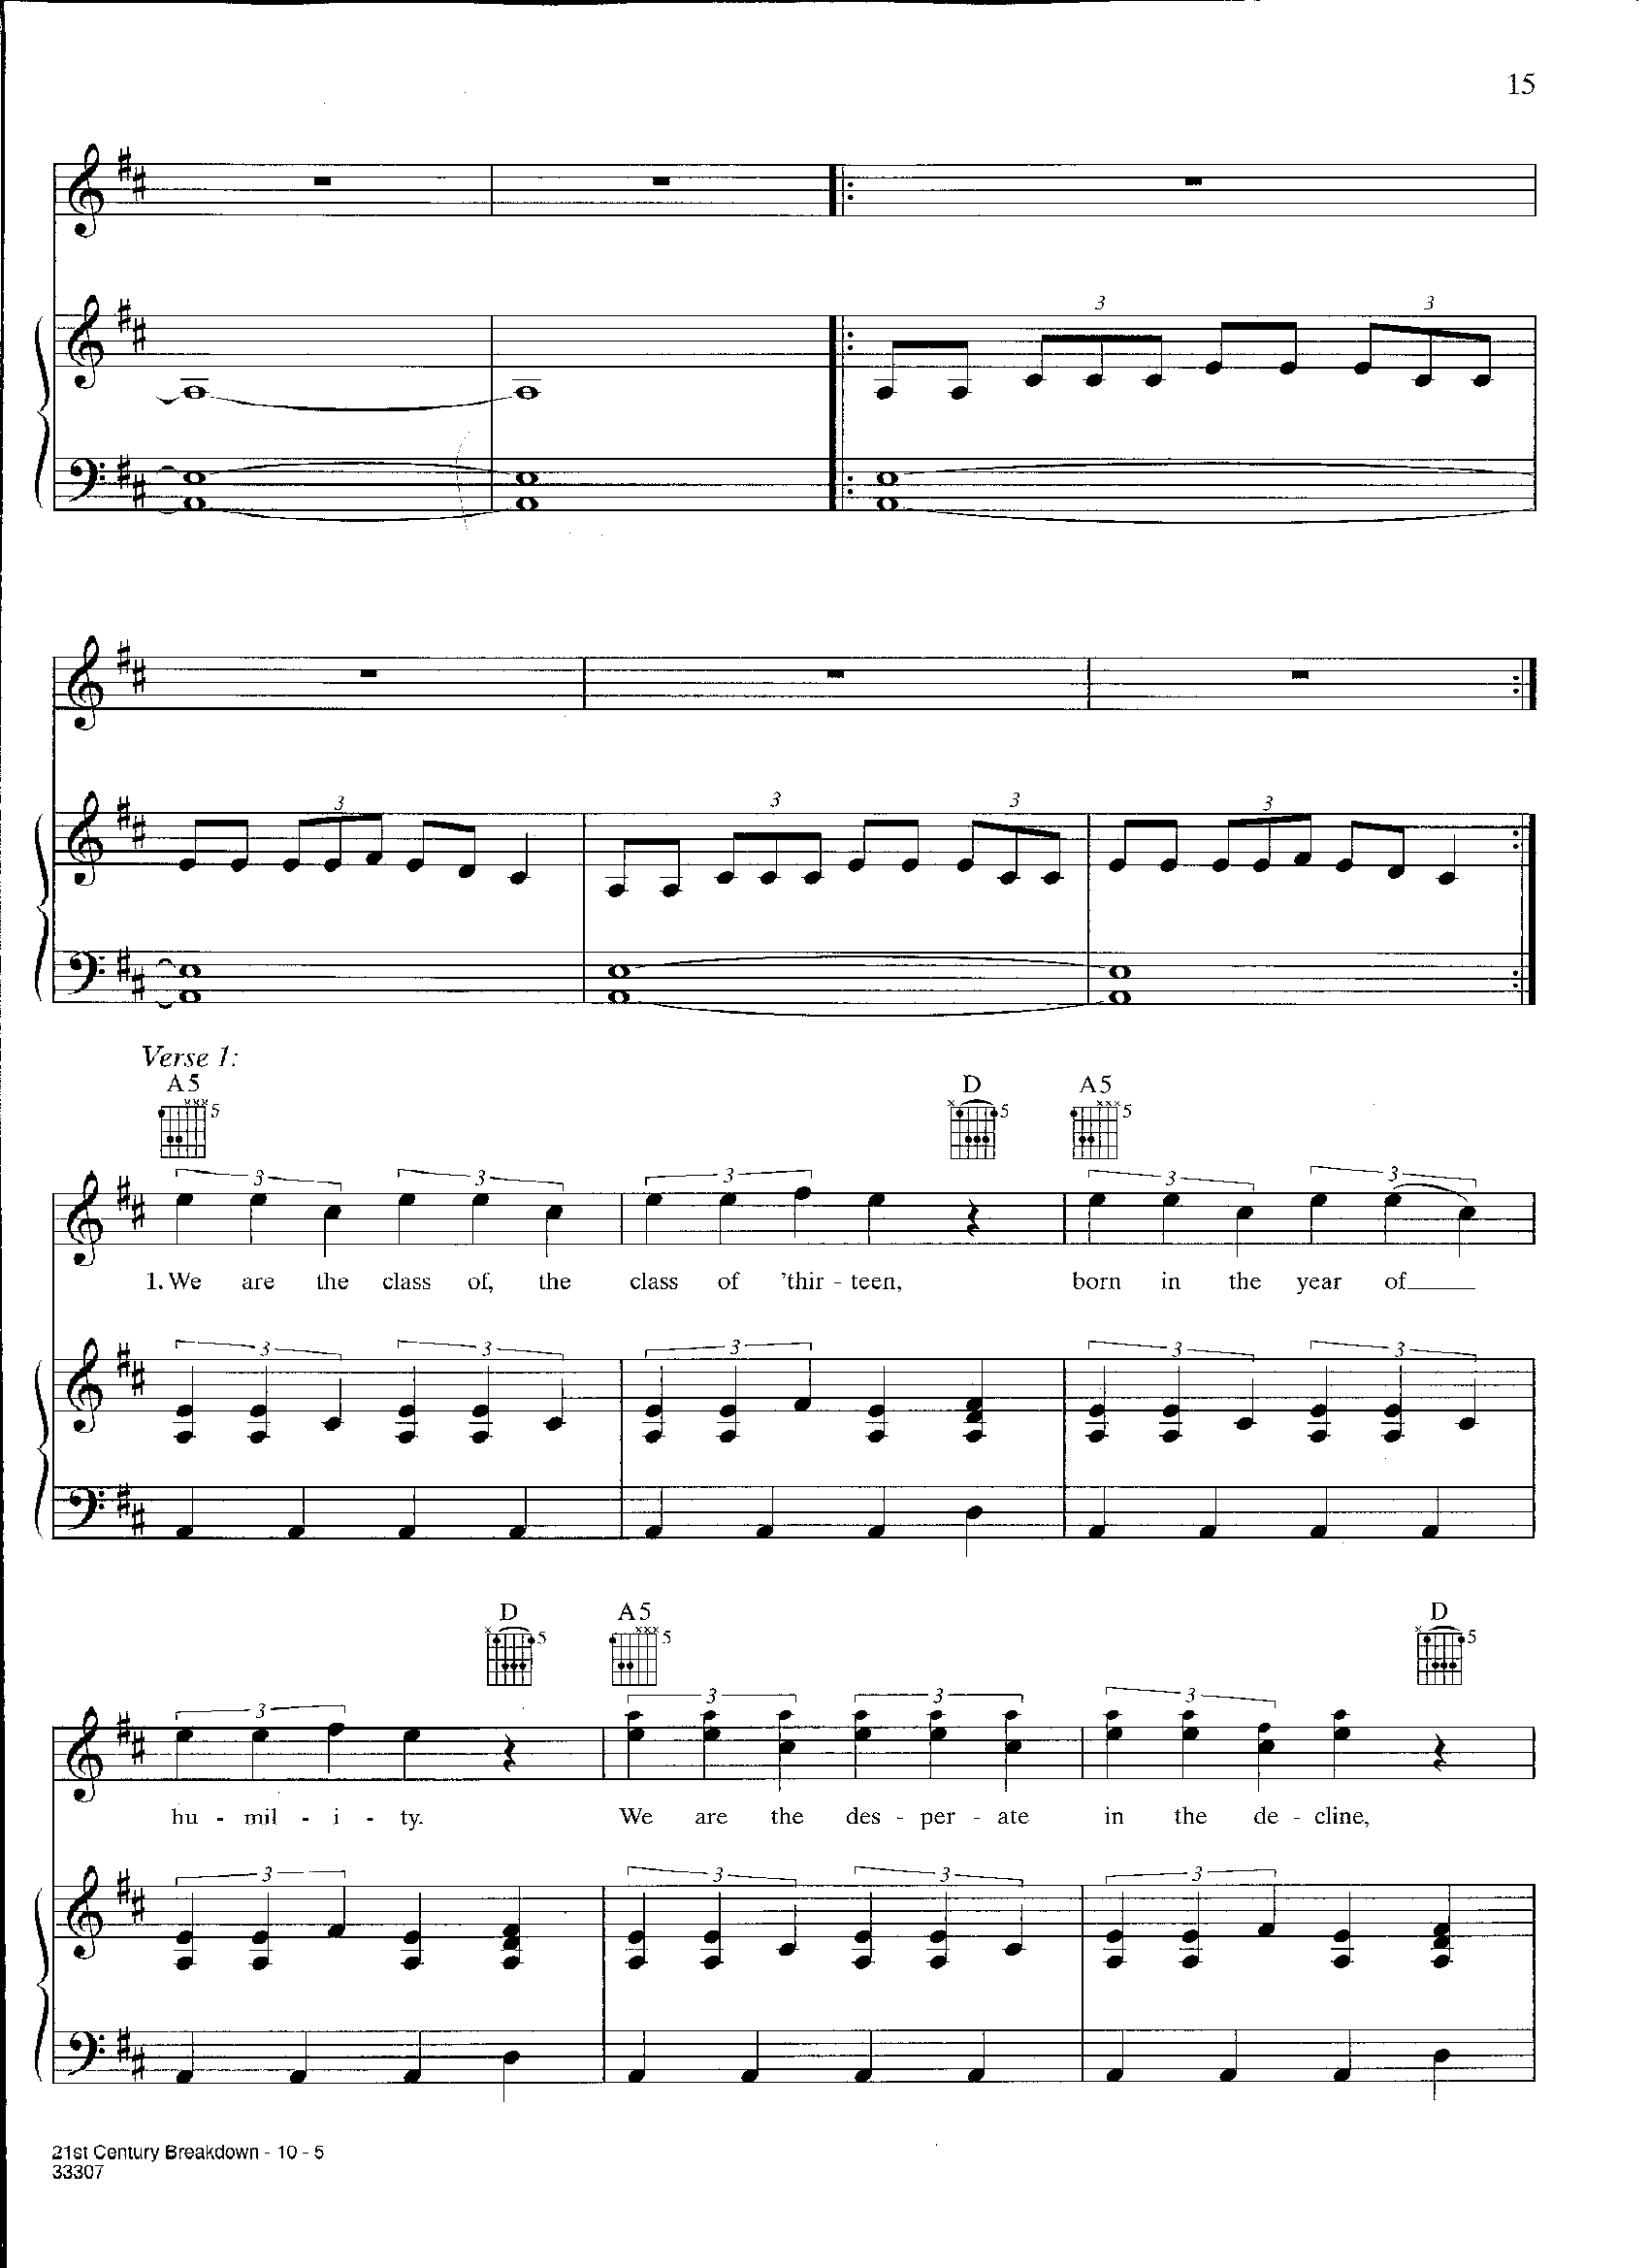 15
3 3
3 3 3 3
Verse 1:
A5 D A5
5 5 5
3 3 3 3 3
1. We are the class of, the class of 'thir - teen, born in the year of
3 3 3 3 3
D A5 D
5 5 5
3 3 3 3
hu - mil - i - ty. We are the des - per - ate in the de - cline,
3 3 3 3
21st Century Breakdown - 10 - 5
33307